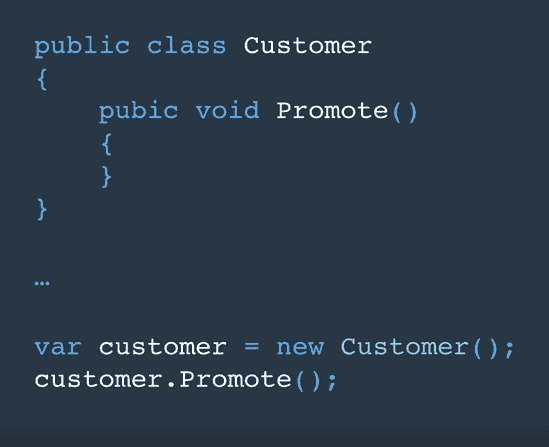 public class Customer
{
pubic void Promote()
{
}
}
…
var customer = new Customer();
customer.Promote();